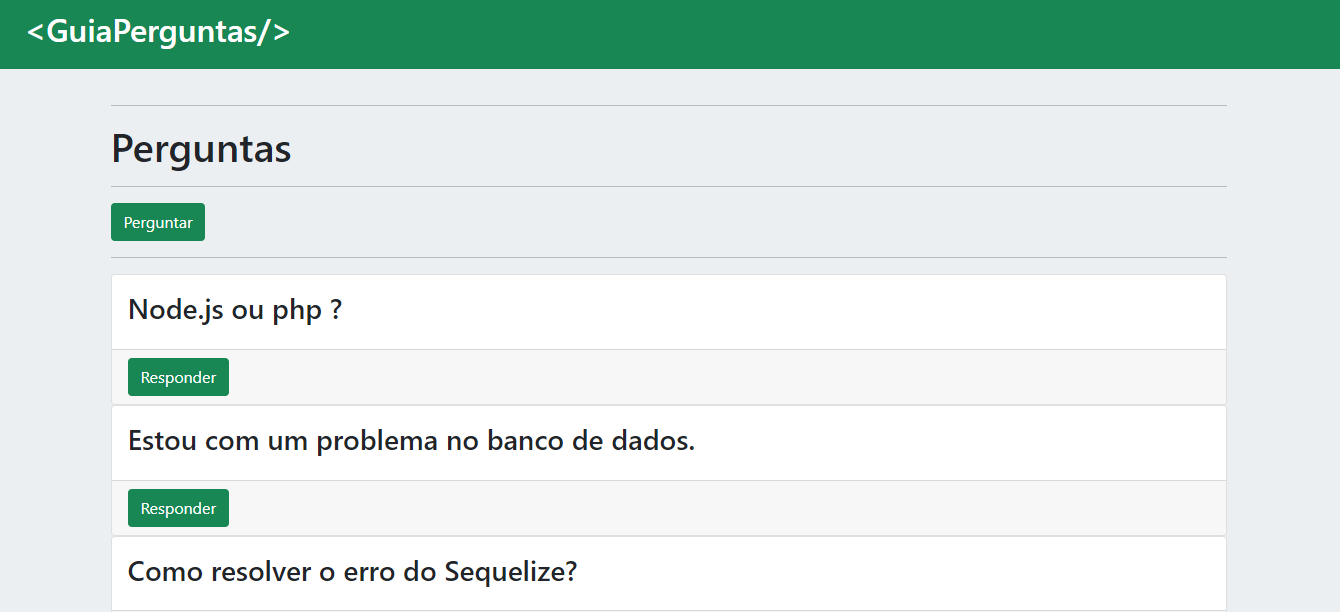 <GuiaPerguntas/>
Perguntas
Perguntar
Node.js ou php ?
Responder
Estou com um problema no banco de dados.
Responder
Como resolver o erro do Sequelize?